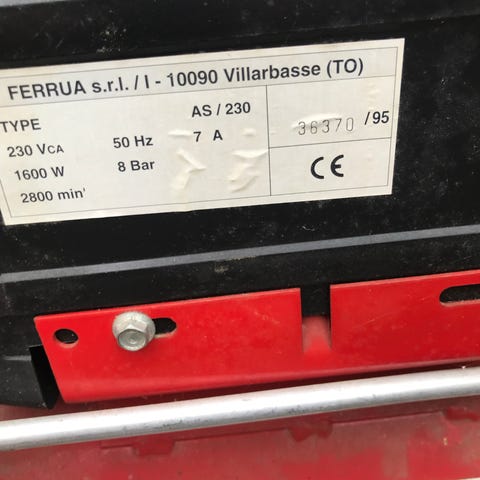 FERRUA s.r.l. / I - 10090 Villarbasse (TO)
TYPE AS / 230
230 VCA 50 Hz 7 A
1600 W 8 Bar
2800 min'
36370 /95
CE